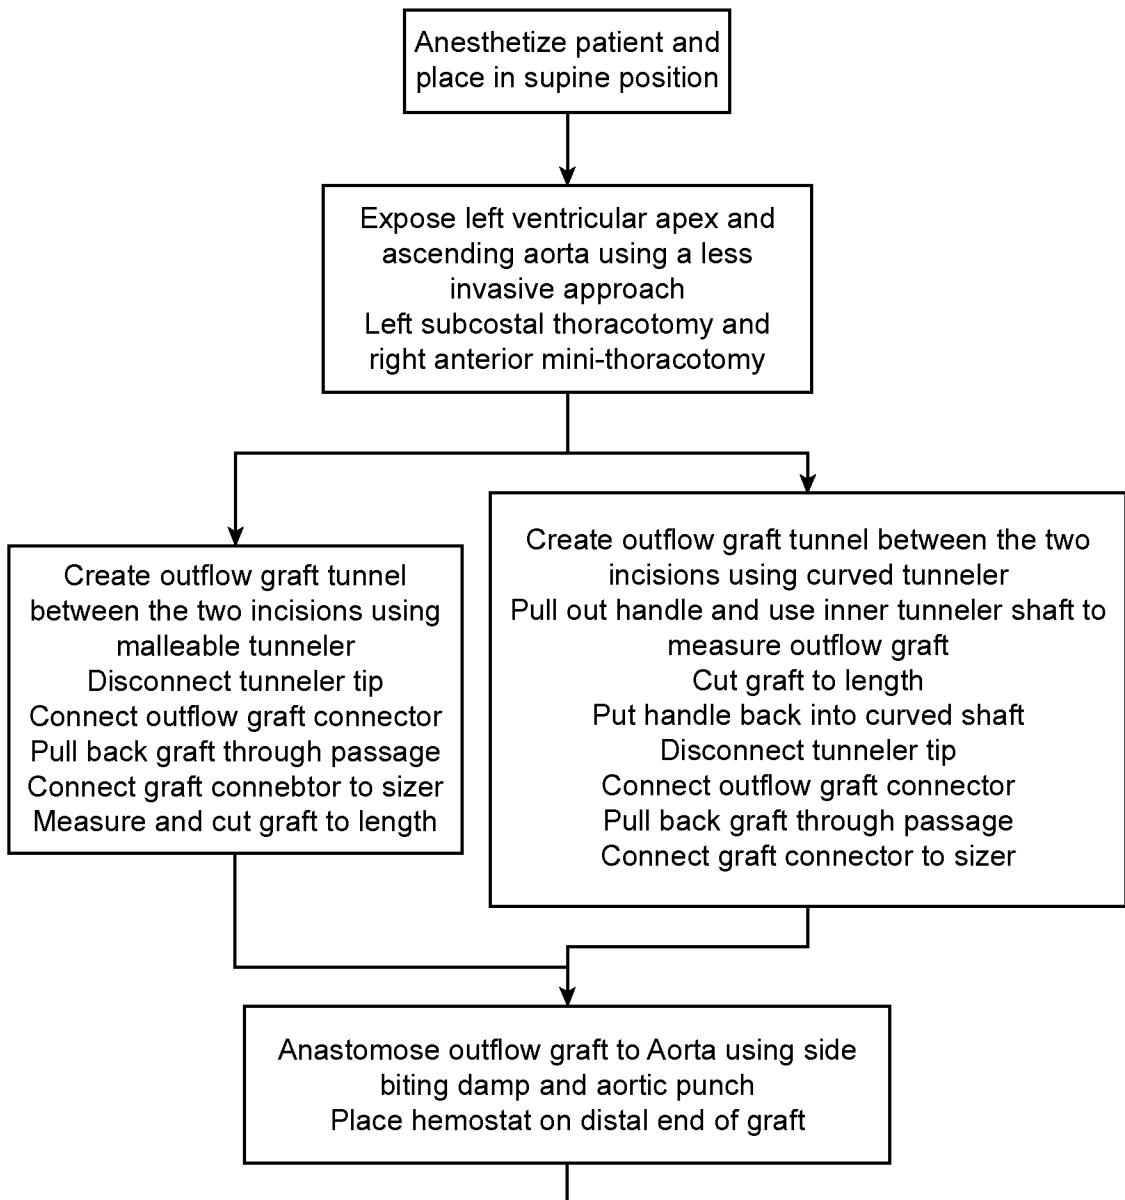 Anesthetize patient and
place in supine position
Expose left ventricular apex and
ascending aorta using a less
invasive approach
Left subcostal thoracotomy and
right anterior mini-thoracotomy
Create outflow graft tunnel
between the two incisions using
malleable tunneler
Disconnect tunneler tip
Connect outflow graft connector
Pull back graft through passage
Connect graft connebtor to sizer
Measure and cut graft to length
Create outflow graft tunnel between the two
incisions using curved tunneler
Pull out handle and use inner tunneler shaft to
measure outflow graft
Cut graft to length
Put handle back into curved shaft
Disconnect tunneler tip
Connect outflow graft connector
Pull back graft through passage
Connect graft connector to sizer
Anastomose outflow graft to Aorta using side
biting damp and aortic punch
Place hemostat on distal end of graft